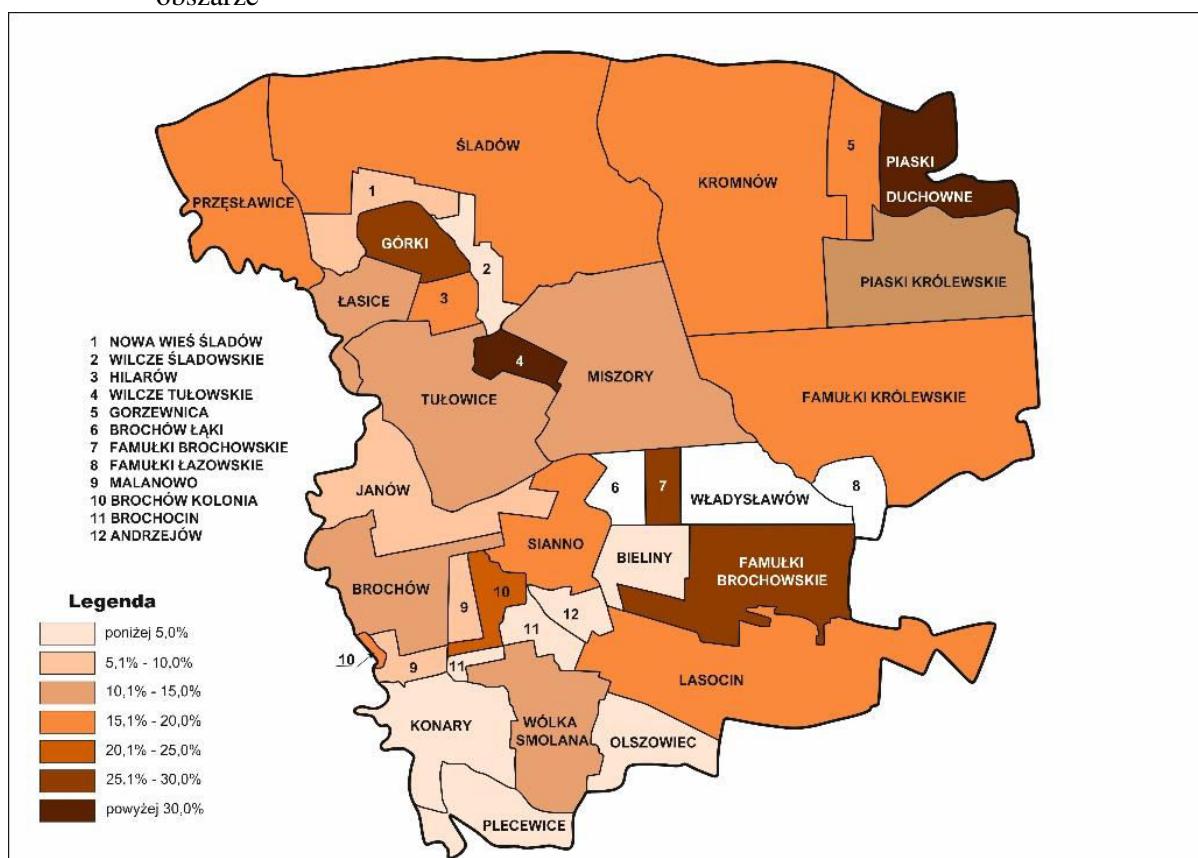 obszarze
ŚLADÓW
5
PIASKI
DUCHOWNE
KROMNÓW
1
PRZĘSŁAWICE
GÓRKI
2
PIASKI KRÓLEWSKIE
ŁASICE
3
1 NOWA WIEŚ ŚLADÓW
2 WILCZE ŚLADOWSKIE
3 HILARÓW
4 WILCZE TUŁOWSKIE
5 GORZEWNICA
6 BROCHÓW ŁĄKI
7 FAMUŁKI BROCHOWSKIE
8 FAMUŁKI ŁAZOWSKIE
9 MALANOWO
10 BROCHÓW KOLONIA
11 BROCHOCIN
12 ANDRZEJÓW
4
MISZORY
TUŁOWICE
FAMUŁKI KRÓLEWSKIE
JANÓW
6
7
WŁADYSŁAWÓW
8
SIANNO
BIELINY
FAMUŁKI
BROCHOWSKIE
BROCHÓW
9
10
12
11
10
9
11
LASOCIN
KONARY
WÓLKA
SMOLANA
OLSZOWIEC
PLECEWICE
Legenda
poniżej 5,0%
5,1% - 10,0%
10,1% - 15,0%
15,1% - 20,0%
20,1% - 25,0%
25,1% - 30,0%
powyżej 30,0%